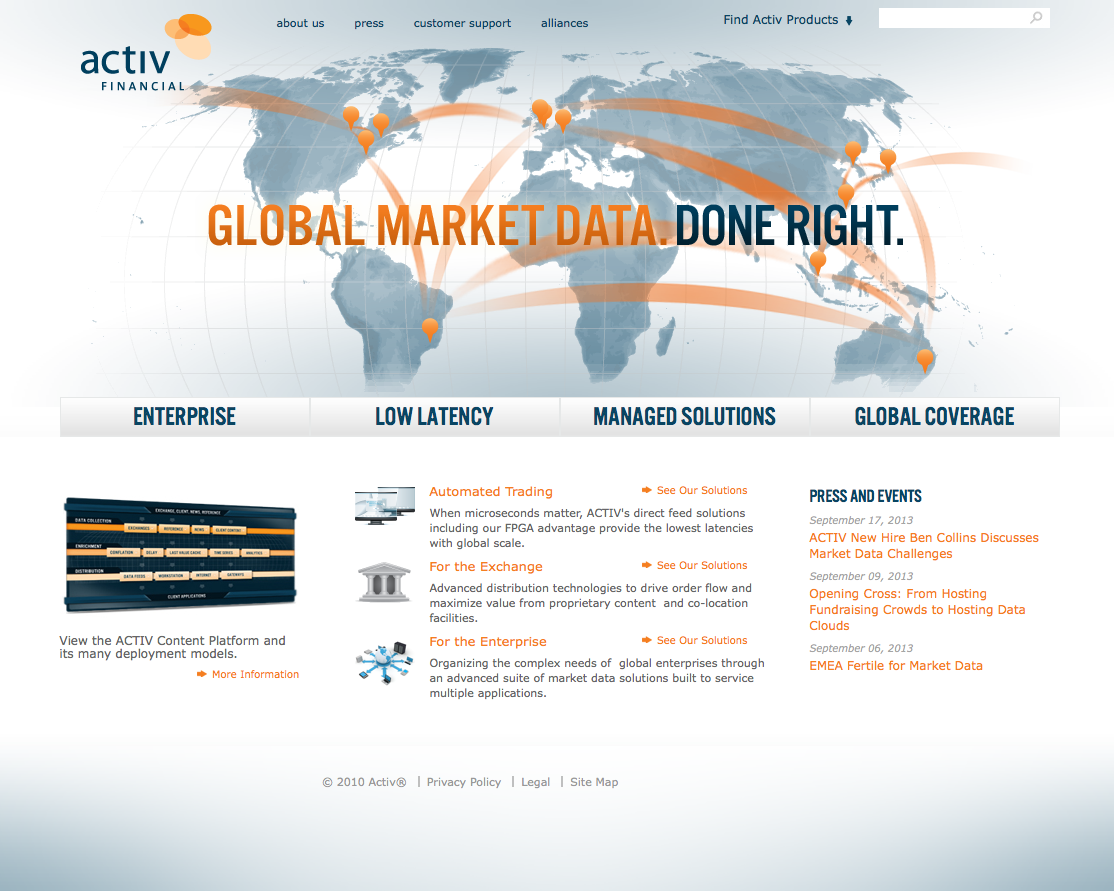 about us
press
customer support
alliances
Find Activ Products
activ
FINANCIAL
GLOBAL MARKET DATA. DONE RIGHT.
ENTERPRISE
LOW LATENCY
MANAGED SOLUTIONS
GLOBAL COVERAGE
EXCHANGE, CLIENT, NEWS, REFERENCE
DATA COLLECTION
EXCHANGES
REFERENCE
NEWS
CLIENT CONTENT
ENRICHMENT
CONFLATION
DELAY
LAST VALUE CACHE
TIME SERIES
ANALYTICS
DISTRIBUTION
DATA FEEDS
WORKSTATION
INTERNET
GATEWAYS
CLIENT APPLICATIONS
View the ACTIV Content Platform and
its many deployment models.
More Information
Automated Trading
See Our Solutions
When microseconds matter, ACTIV's direct feed solutions
including our FPGA advantage provide the lowest latencies
with global scale.
For the Exchange
See Our Solutions
Advanced distribution technologies to drive order flow and
maximize value from proprietary content  and co-location
facilities.
For the Enterprise
See Our Solutions
Organizing the complex needs of  global enterprises through
an advanced suite of market data solutions built to service
multiple applications.
PRESS AND EVENTS
September 17, 2013
ACTIV New Hire Ben Collins Discusses
Market Data Challenges
September 09, 2013
Opening Cross: From Hosting
Fundraising Crowds to Hosting Data
Clouds
September 06, 2013
EMEA Fertile for Market Data
© 2010 Activ® | Privacy Policy | Legal | Site Map